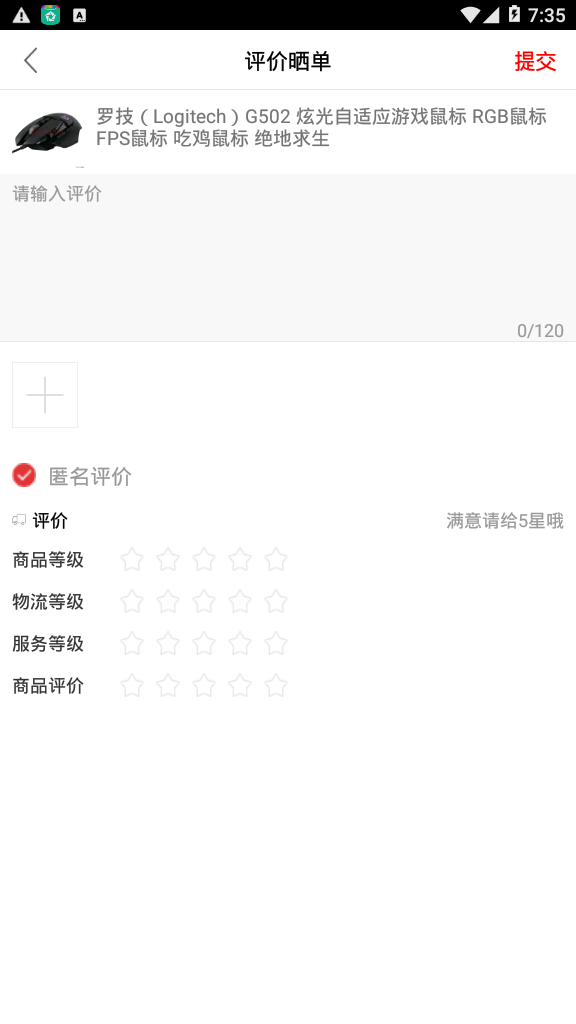 7:35
评价晒单
提交
罗技（Logitech）G502 炫光自适应游戏鼠标 RGB鼠标
FPS鼠标 吃鸡鼠标 绝地求生
请输入评价
0/120
匿名评价
评价
满意请给5星哦
商品等级
物流等级
服务等级
商品评价